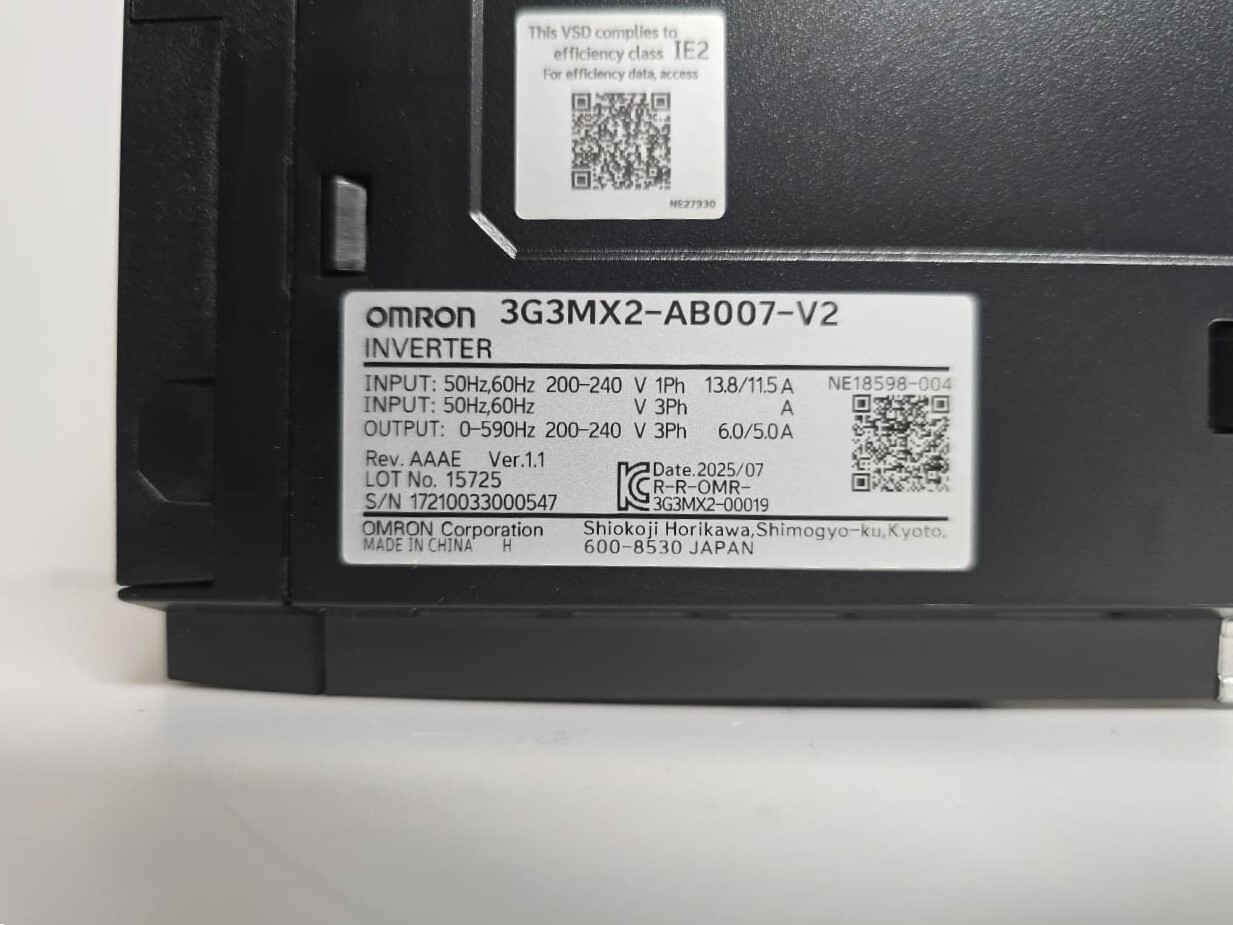 This VSD complies to
efficiency class IE2
For efficiency data, access
NE27930
OMRON 3G3MX2-AB007-V2
INVERTER
INPUT: 50Hz,60Hz 200-240 V 1Ph 13.8/11.5 A NE18598-004
INPUT: 50Hz,60Hz V 3Ph A
OUTPUT: 0-590Hz 200-240 V 3Ph 6.0/5.0 A
Rev. AAAE Ver.1.1
LOT No. 15725
S/N 17210033000547
Date. 2025/07
R-R-OMR-
3G3MX2-00019
OMRON Corporation Shiokoji Horikawa,Shimogyo-ku,Kyoto,
MADE IN CHINA H 600-8530 JAPAN